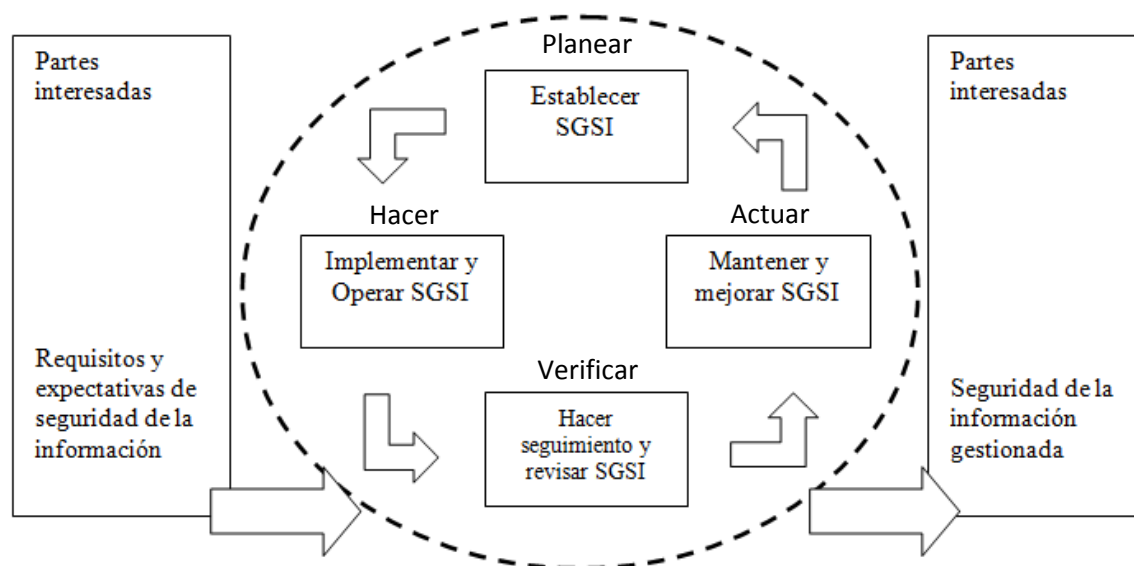 Partes
interesadas
Requisitos y
expectativas de
seguridad de la
información
Planear
Establecer
SGSI
Hacer
Implementar y
Operar SGSI
Actuar
Mantener y
mejorar SGSI
Verificar
Hacer
seguimiento y
revisar SGSI
Partes
interesadas
Seguridad de la
información
gestionada